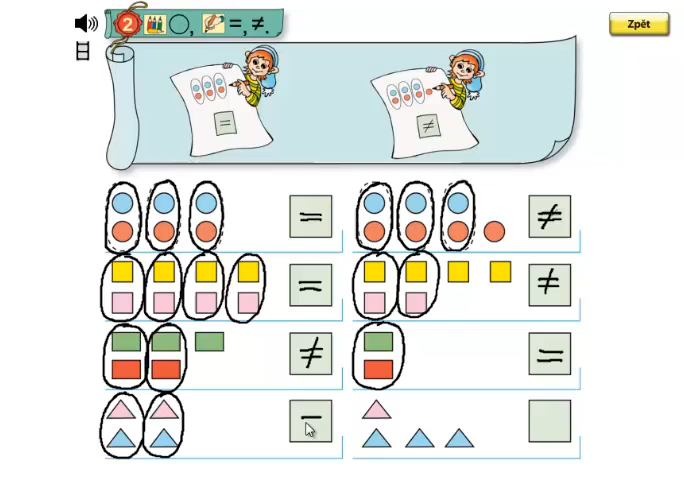 2 , =, ≠.
Zpět
= ≠
= ≠
= ≠
≠ =
–